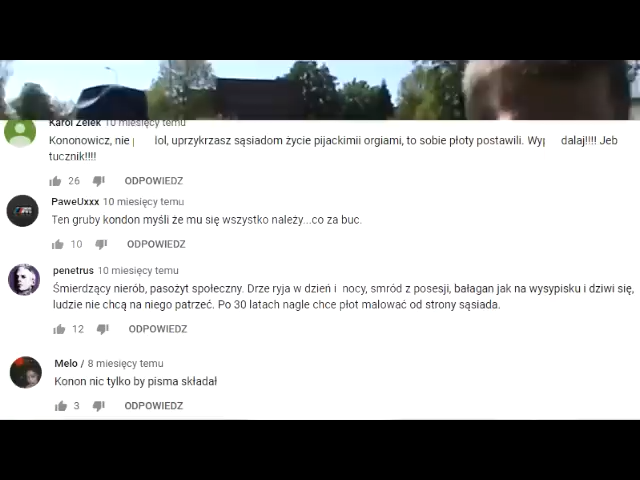 Karol Zelek 10 miesięcy temu
Kononowicz, nie p lol, uprzykrzasz sąsiadom życie pijackimii orgiami, to sobie płoty postawili. Wyp dalaj!!!! Jeb
tucznik!!!!
26 ODPOWIEDZ
PaweUxxx 10 miesięcy temu
Ten gruby kondon myśli że mu się wszystko należy...co za buc.
10 ODPOWIEDZ
penetrus 10 miesięcy temu
Śmierdzący nierób, pasożyt społeczny. Drze ryja w dzień i nocy, smród z posesji, bałagan jak na wysypisku i dziwi się,
ludzie nie chcą na niego patrzeć. Po 30 latach nagle chce płot malować od strony sąsiada.
12 ODPOWIEDZ
Melo / 8 miesięcy temu
Konon nic tylko by pisma składał
3 ODPOWIEDZ